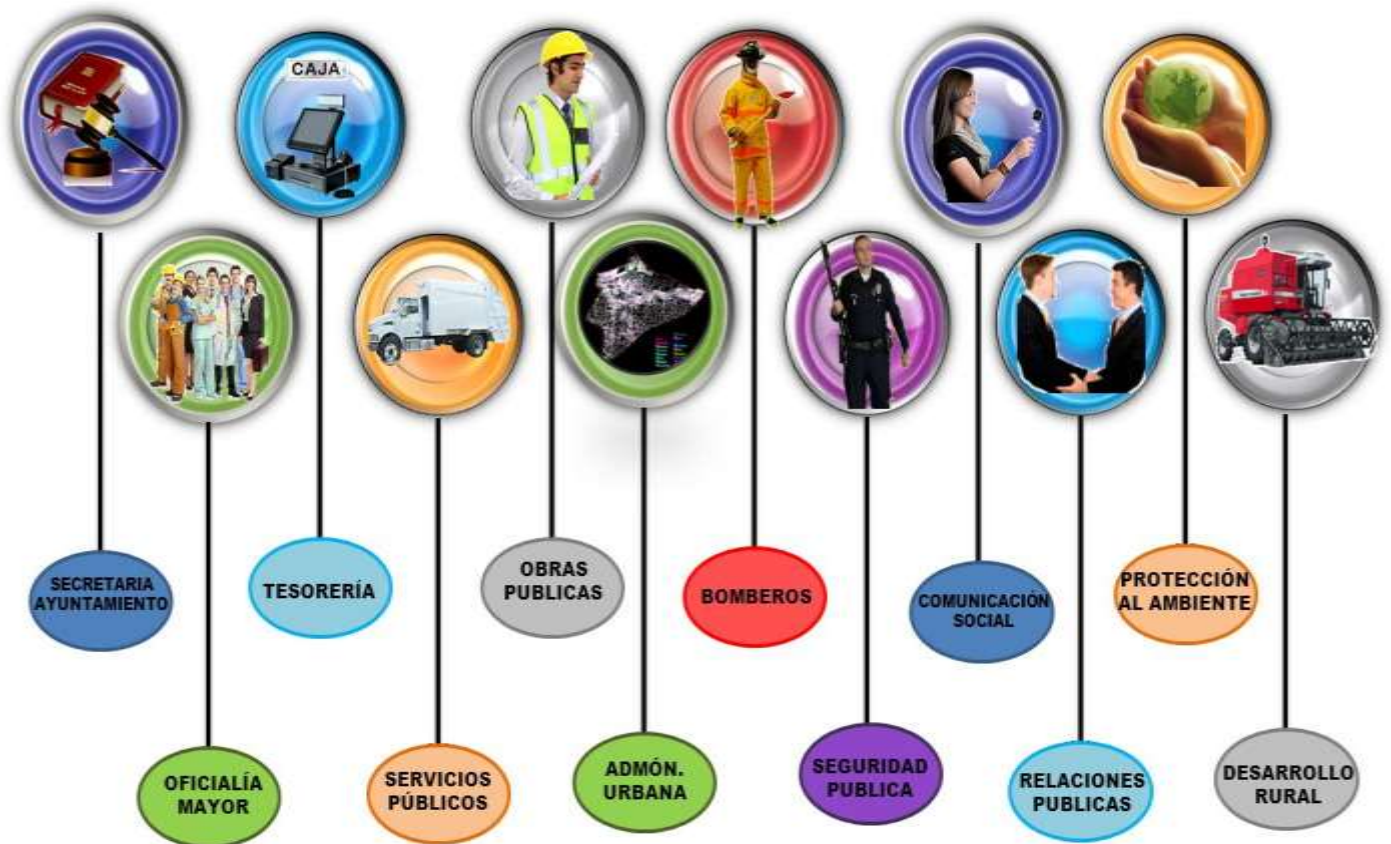 CAJA
SECRETARIA
AYUNTAMIENTO
TESORERÍA
OBRAS
PUBLICAS
BOMBEROS
COMUNICACIÓN
SOCIAL
PROTECCIÓN
AL AMBIENTE
OFICIALÍA
MAYOR
SERVICIOS
PÚBLICOS
ADMÓN.
URBANA
SEGURIDAD
PUBLICA
RELACIONES
PUBLICAS
DESARROLLO
RURAL